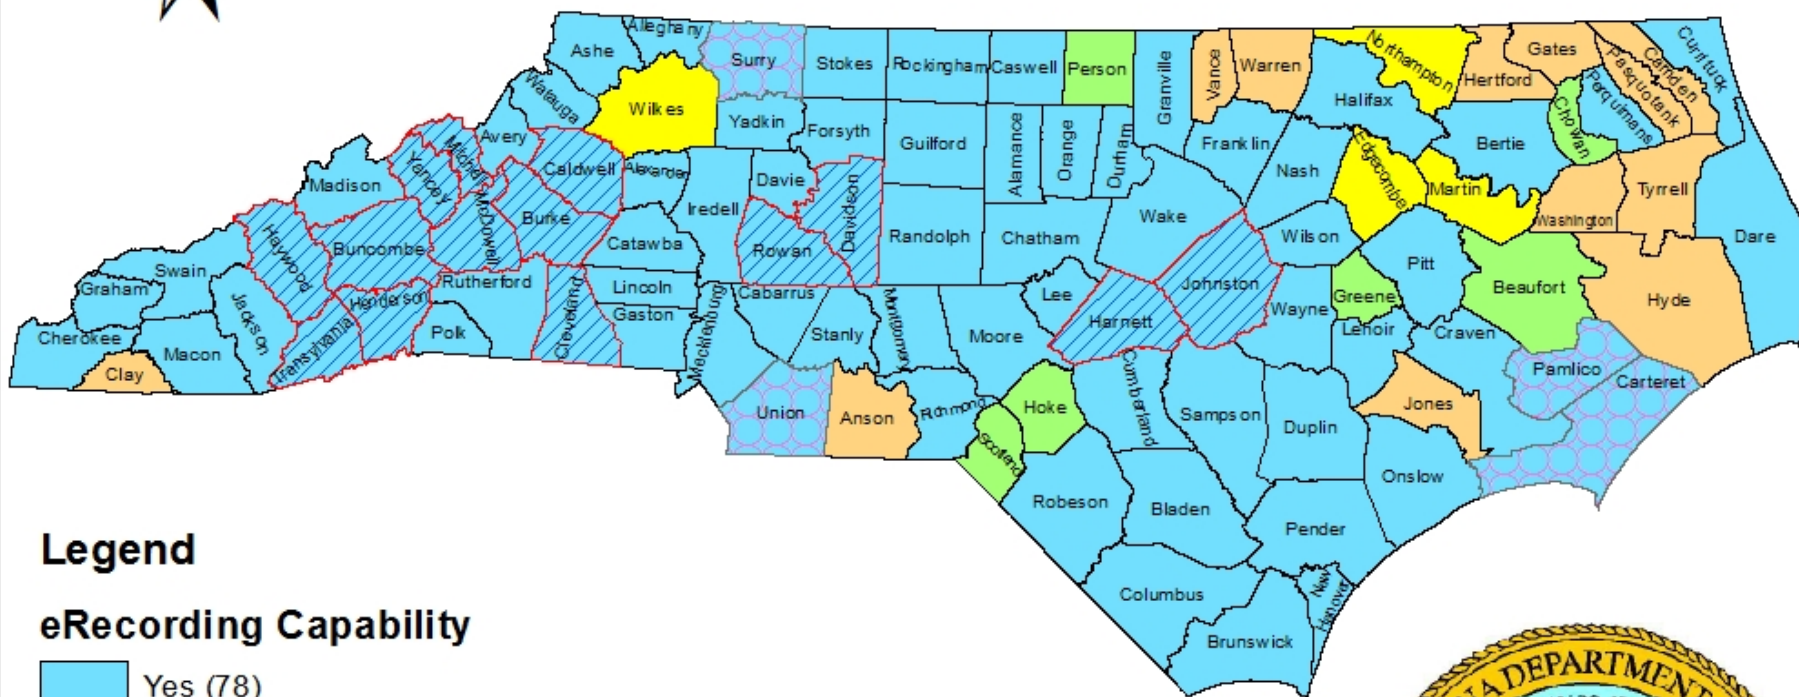 Alleghany
Ashe
Surry
Stokes
Rockingham
Caswell
Person
Granville
Vance
Warren
Northampton
Hertford
Gates
Camden
Currituck
Pasquotank
Perquimans
Chowan
Halifax
Bertie
Watauga
Wilkes
Yadkin
Forsyth
Guilford
Alamance
Orange
Durham
Franklin
Nash
Edgecombe
Martin
Washington
Tyrrell
Dare
Avery
Mitchell
Yancey
Madison
Caldwell
Alexander
Iredell
Davie
Davidson
Rowan
Randolph
Chatham
Wake
Wilson
Pitt
Beaufort
Hyde
Haywood
Buncombe
McDowell
Burke
Catawba
Swain
Graham
Jackson
Cherokee
Macon
Clay
Transylvania
Henderson
Rutherford
Polk
Cleveland
Lincoln
Gaston
Mecklenburg
Cabarrus
Stanly
Montgomery
Moore
Lee
Harnett
Johnston
Wayne
Greene
Lenoir
Craven
Pamlico
Carteret
Jones
Union
Anson
Richmond
Scotland
Hoke
Cumberland
Sampson
Duplin
Onslow
Robeson
Bladen
Pender
Columbus
Brunswick
New
Hanover
Legend
eRecording Capability
Yes (78)
DEPARTMEN